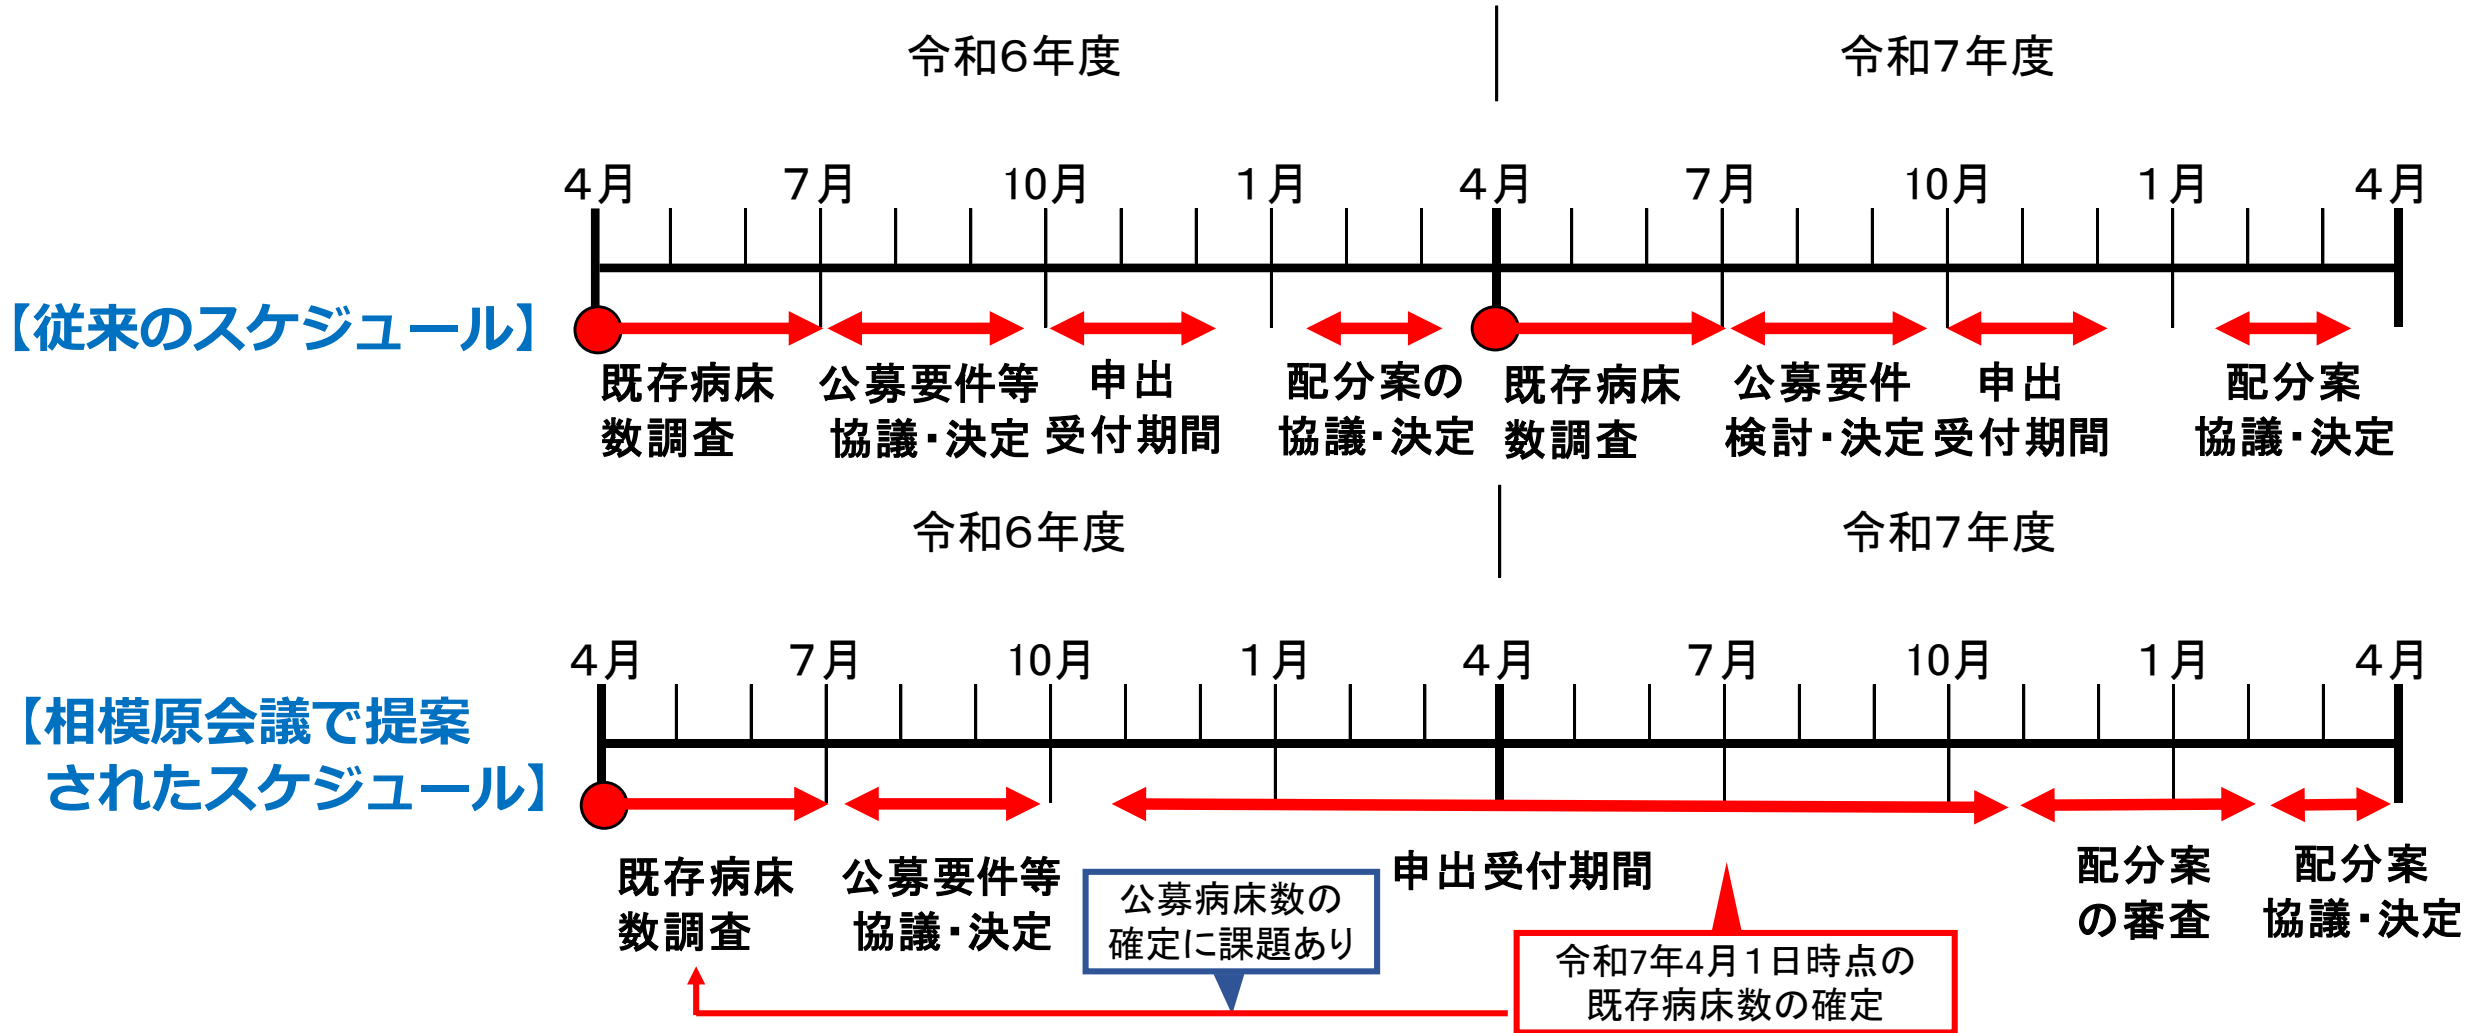 令和6年度
令和7年度
4月
7月
10月
1月
4月
7月
10月
1月
4月
【従来のスケジュール】
既存病床
数調査
公募要件等
協議・決定
申出
受付期間
配分案の
協議・決定
既存病床
数調査
公募要件
検討・決定
申出
受付期間
配分案
協議・決定
令和6年度
令和7年度
4月
7月
10月
1月
4月
7月
10月
1月
4月
【相模原会議で提案
されたスケジュール】
既存病床
数調査
公募要件等
協議・決定
公募病床数の
確定に課題あり
申出受付期間
令和7年4月1日時点の
既存病床数の確定
配分案
の審査
配分案
協議・決定